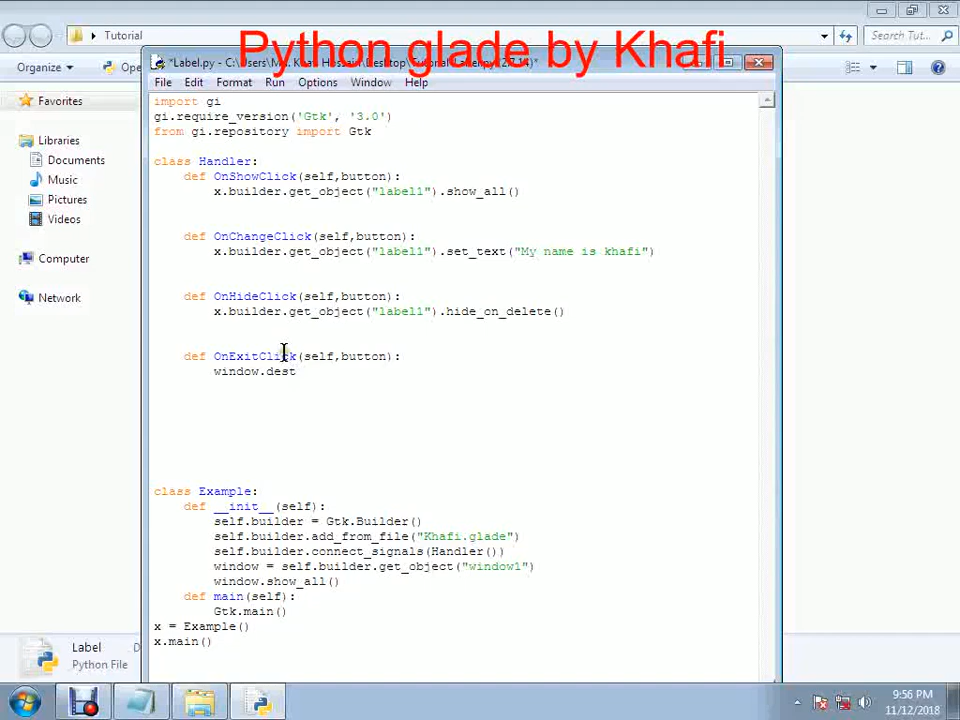 Python glade by Khafi
Tutorial
Search Tut...
Organize
Favorites
Libraries
Documents
Music
Pictures
Videos
Computer
Network
File Edit Format Run Options Window Help
import gi
gi.require_version('Gtk', '3.0')
from gi.repository import Gtk
class Handler:
def OnShowClick(self,button):
x.builder.get_object("label1").show_all()
def OnChangeClick(self,button):
x.builder.get_object("label1").set_text("My name is khafi")
def OnHideClick(self,button):
x.builder.get_object("label1").hide_on_delete()
def OnExitClick(self,button):
window.dest
class Example:
def __init__(self):
self.builder = Gtk.Builder()
self.builder.add_from_file("Khafi.glade")
self.builder.connect_signals(Handler())
window = self.builder.get_object("window1")
window.show_all()
def main(self):
Gtk.main()
x = Example()
x.main()
Label
Python File
9:56 PM
11/12/2018